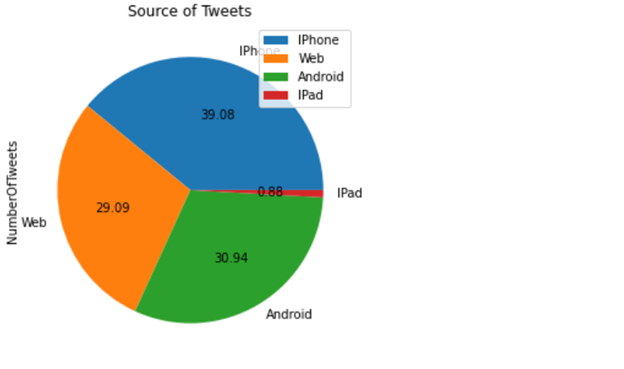 Source of Tweets
IPhone
IPhone
Web
Android
IPad
39.08
0.88
IPad
29.09
Web
30.94
Android
NumberOfTweets